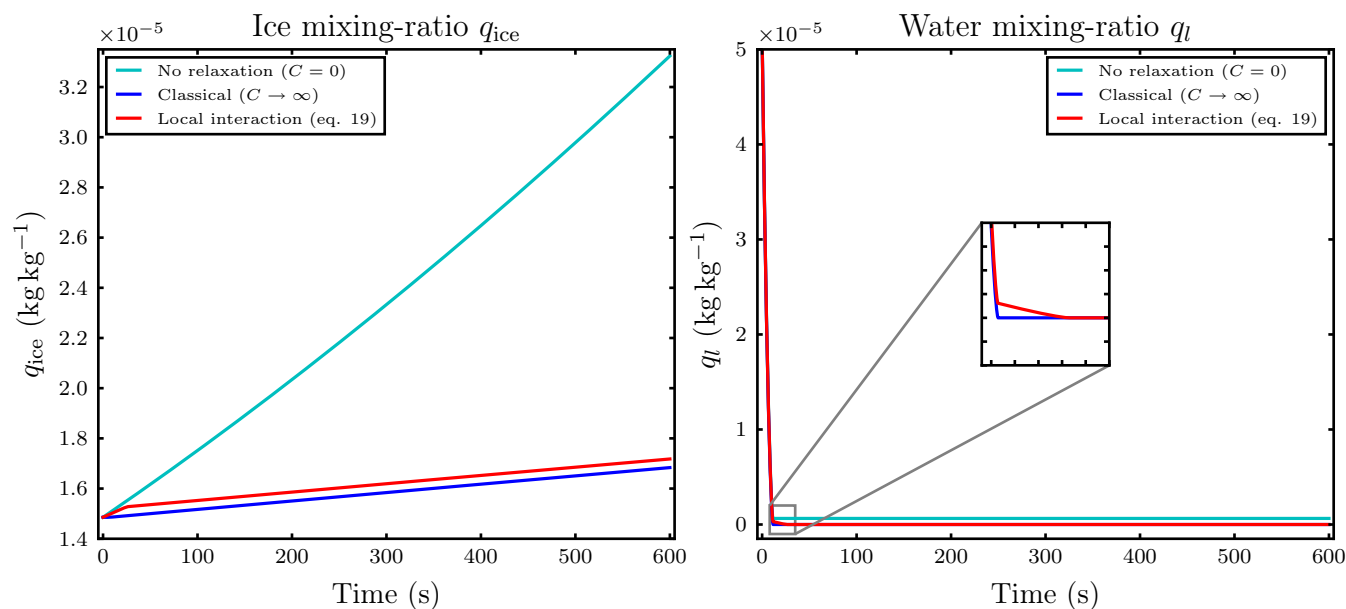 Ice mixing-ratio q_ice
×10⁻⁵
3.2
3.0
2.8
2.6
2.4
2.2
2.0
1.8
1.6
1.4
q_ice (kg kg⁻¹)
No relaxation (C = 0)
Classical (C → ∞)
Local interaction (eq. 19)
0 100 200 300 400 500 600
Time (s)
Water mixing-ratio q_l
×10⁻⁵
5
4
3
2
1
0
q_l (kg kg⁻¹)
No relaxation (C = 0)
Classical (C → ∞)
Local interaction (eq. 19)
0 100 200 300 400 500 600
Time (s)